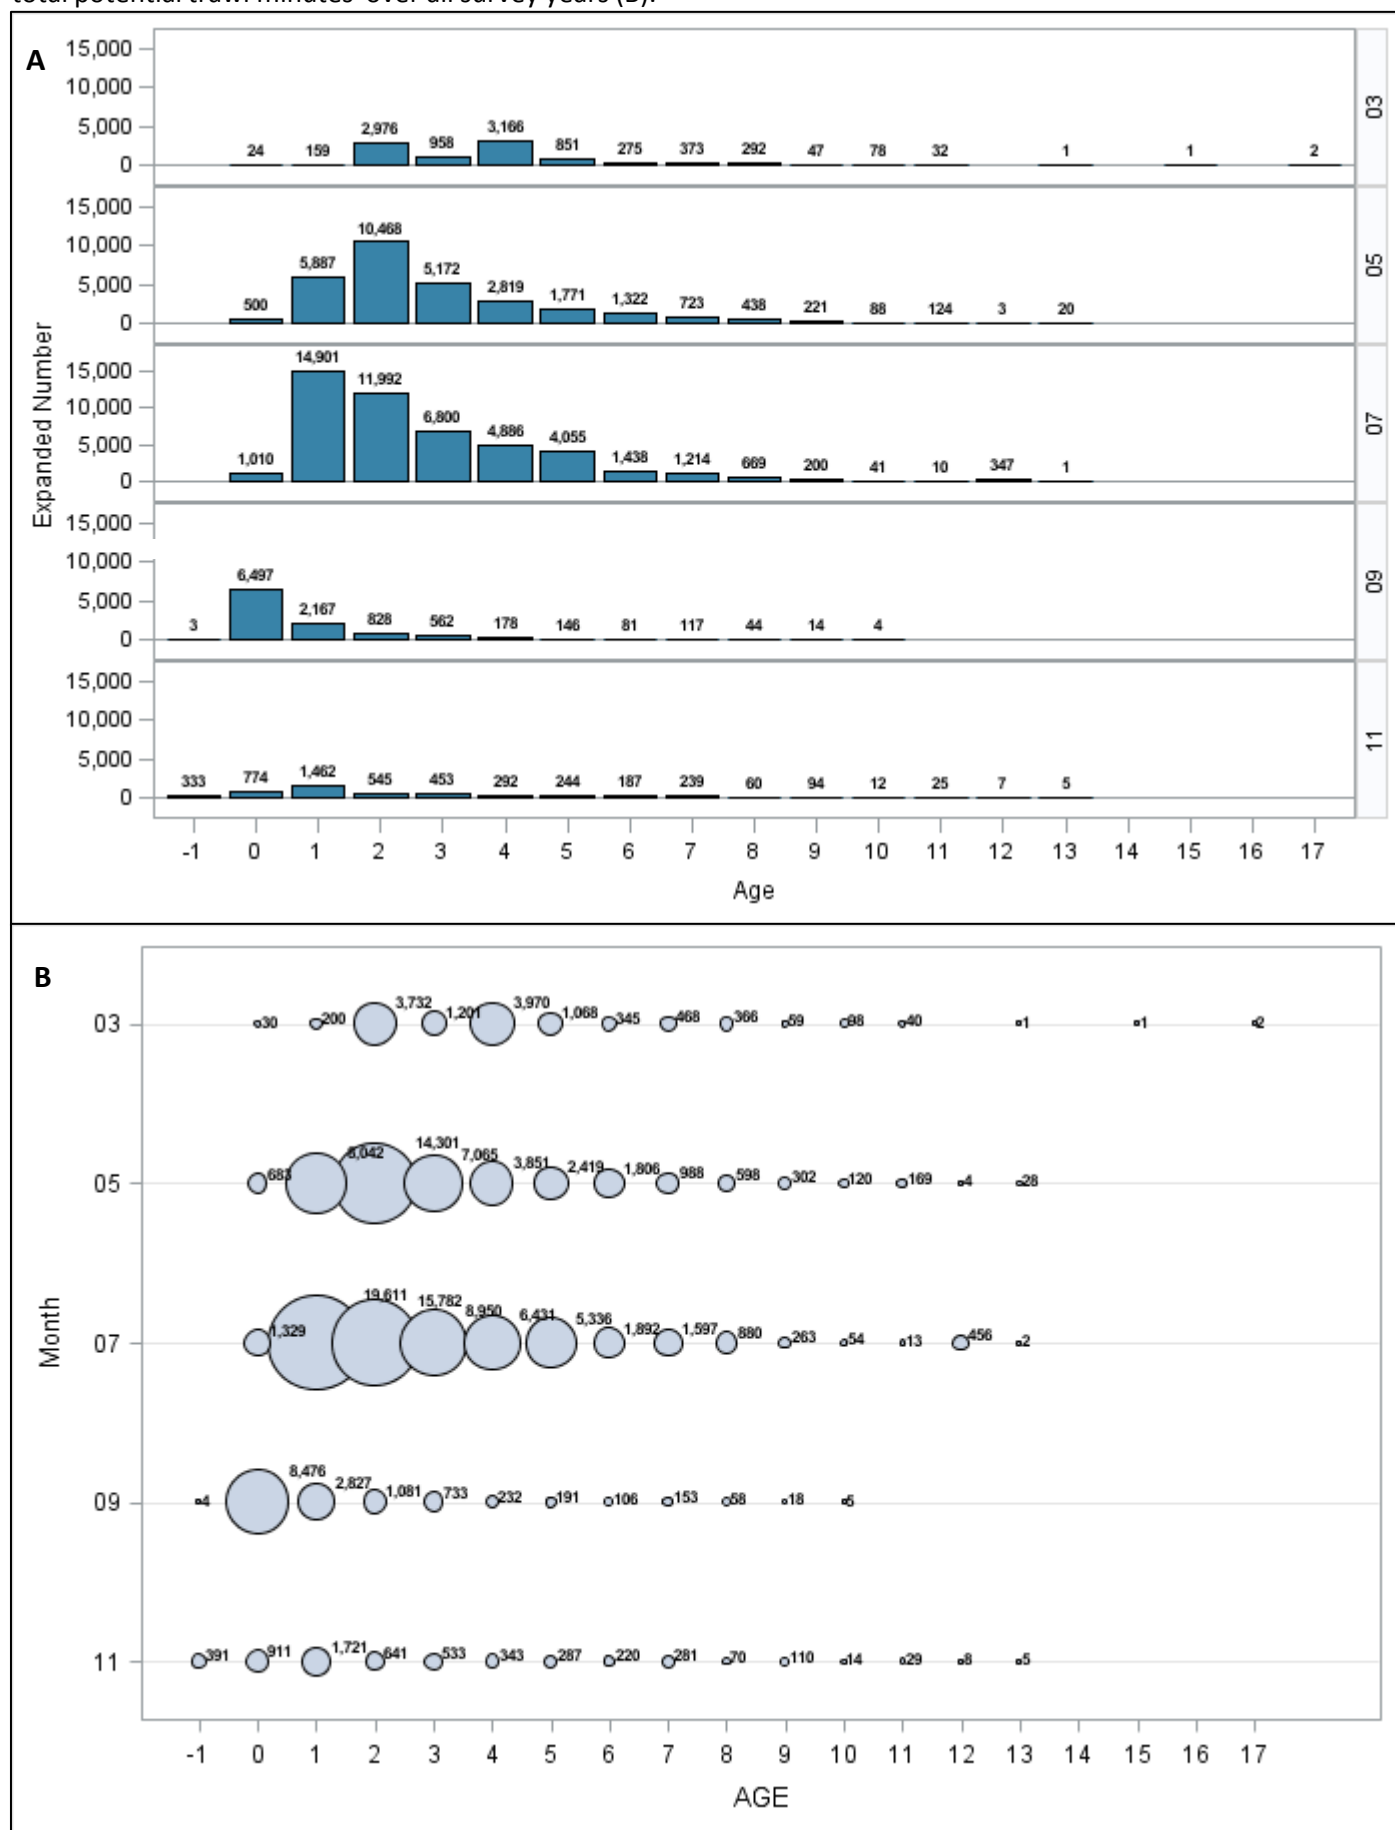 total potential trawl minutes over all survey years (B).
A
15,000
10,000
5,000
0
24 159 2,976 958 3,166 851 275 373 292 47 78 32 1 1 2
03
15,000
10,000
5,000
0
500 5,887 10,468 5,172 2,819 1,771 1,322 723 438 221 88 124 3 20
05
15,000
10,000
5,000
0
1,010 14,901 11,992 6,800 4,886 4,055 1,438 1,214 669 200 41 10 347 1
07
15,000
10,000
5,000
0
3 6,497 2,167 828 562 178 146 81 117 44 14 4
09
15,000
10,000
5,000
0
333 774 1,462 545 453 292 244 187 239 60 94 12 25 7 5
11
Expanded Number
-1 0 1 2 3 4 5 6 7 8 9 10 11 12 13 14 15 16 17
Age
B
03 30 200 3,732 1,201 3,970 1,068 345 468 366 59 98 40 1 1 2
05 683 8,042 14,301 7,065 3,851 2,419 1,806 988 598 302 120 169 4 28
07 1,329 19,611 15,782 8,950 6,431 5,336 1,892 1,597 880 263 54 13 456 2
09 4 8,476 2,827 1,081 733 232 191 106 153 58 18 5
11 391 911 1,721 641 533 343 287 220 281 70 110 14 29 8 5
Month
-1 0 1 2 3 4 5 6 7 8 9 10 11 12 13 14 15 16 17
AGE